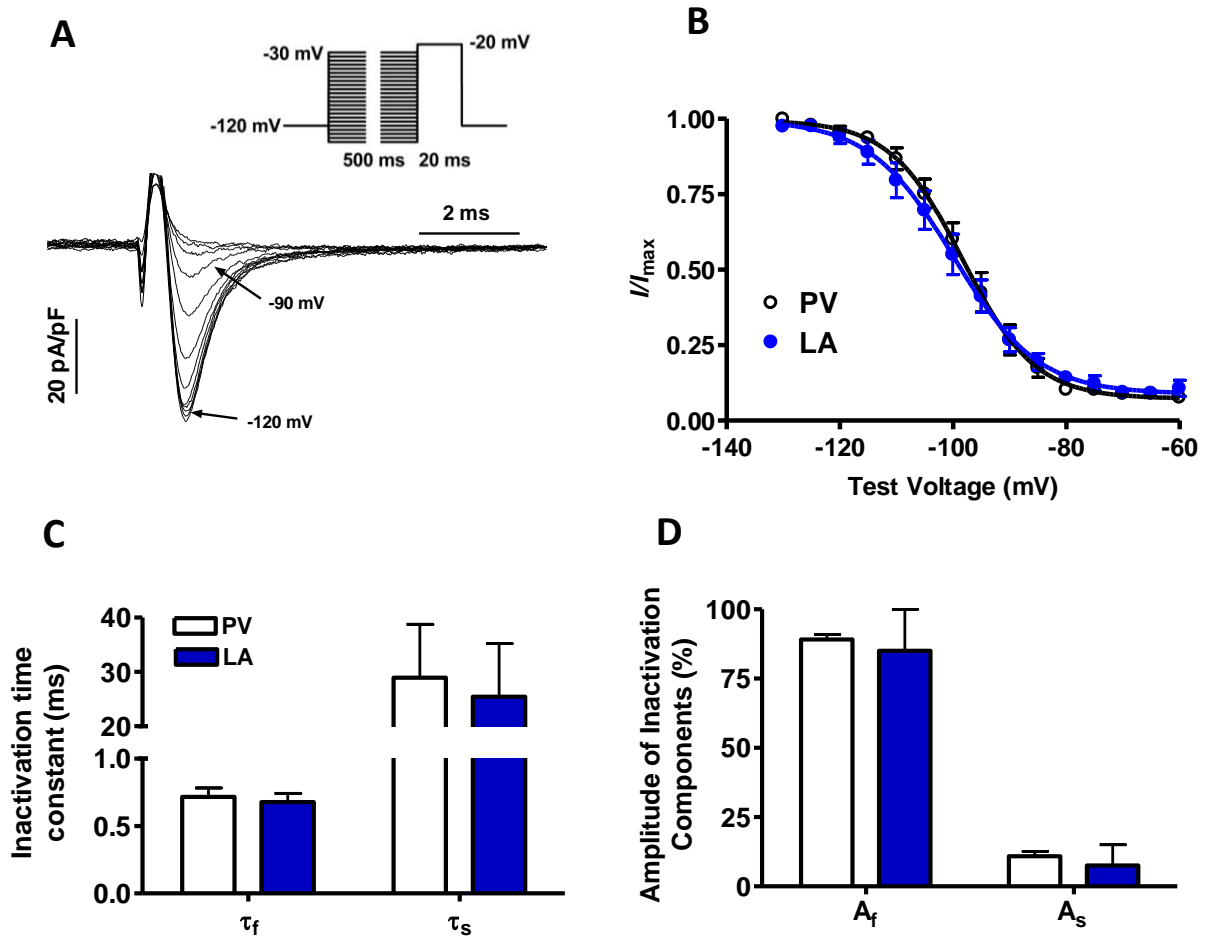 A
-30 mV
-20 mV
-120 mV
500 ms 20 ms
2 ms
-90 mV
20 pA/pF
-120 mV
B
1.00
0.75
0.50
0.25
0.00
I/Imax
PV
LA
-140 -120 -100 -80 -60
Test Voltage (mV)
C
Inactivation time
constant (ms)
40
30
20
1.0
0.5
0.0
PV
LA
τf τs
D
Amplitude of Inactivation
Components (%)
100
75
50
25
0
Af As